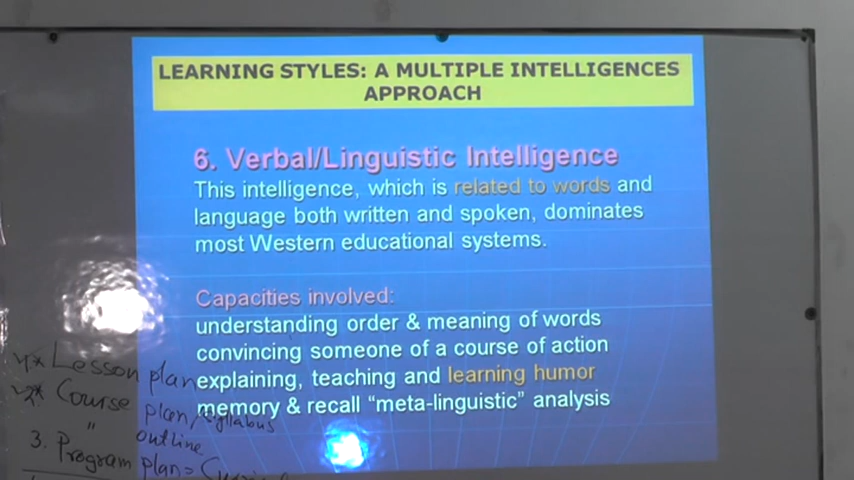 LEARNING STYLES: A MULTIPLE INTELLIGENCES
APPROACH
6. Verbal/Linguistic Intelligence
This intelligence, which is related to words and
language both written and spoken, dominates
most Western educational systems.
Capacities involved:
understanding order & meaning of words
convincing someone of a course of action
explaining, teaching and learning humor
memory & recall “meta-linguistic” analysis
Lesson plan
Course plan/syllabus
" outline
3. Program plan =